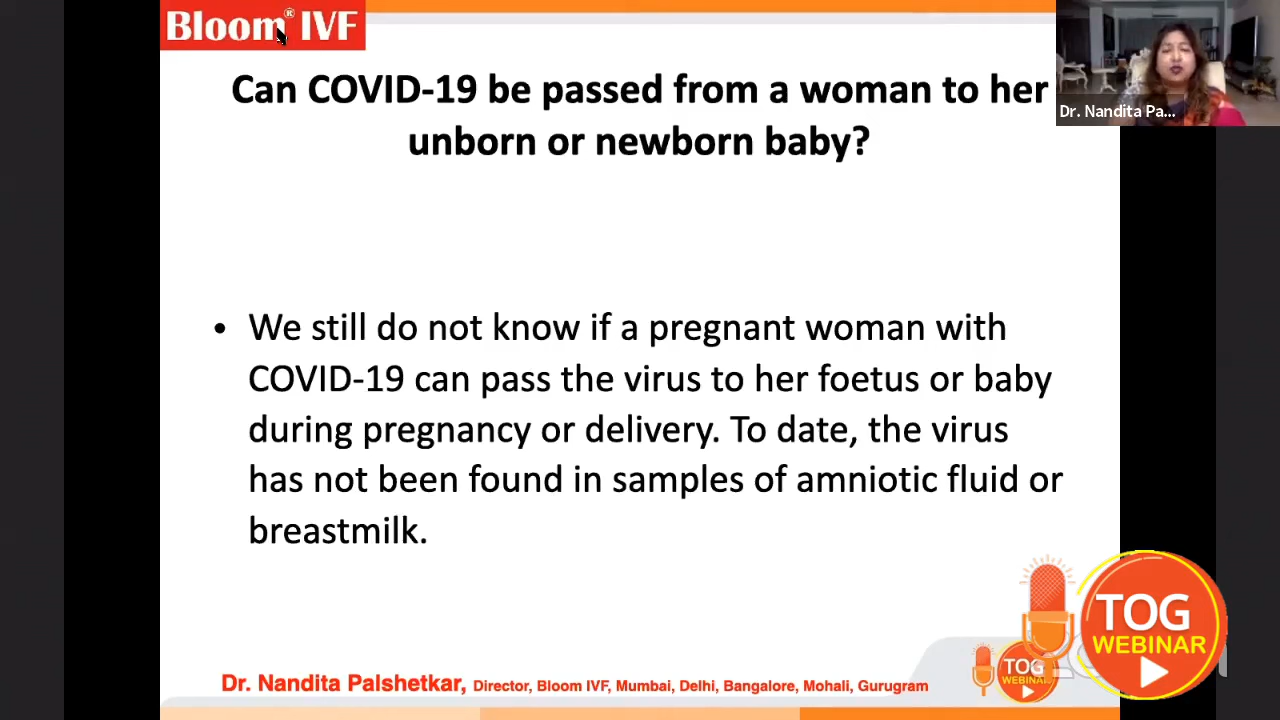 Bloom® IVF
Dr. Nandita Pa...
Can COVID-19 be passed from a woman to her
unborn or newborn baby?
• We still do not know if a pregnant woman with
COVID-19 can pass the virus to her foetus or baby
during pregnancy or delivery. To date, the virus
has not been found in samples of amniotic fluid or
breastmilk.
TOG
WEBINAR
TOG
WEBINAR
Dr. Nandita Palshetkar, Director, Bloom IVF, Mumbai, Delhi, Bangalore, Mohali, Gurugram